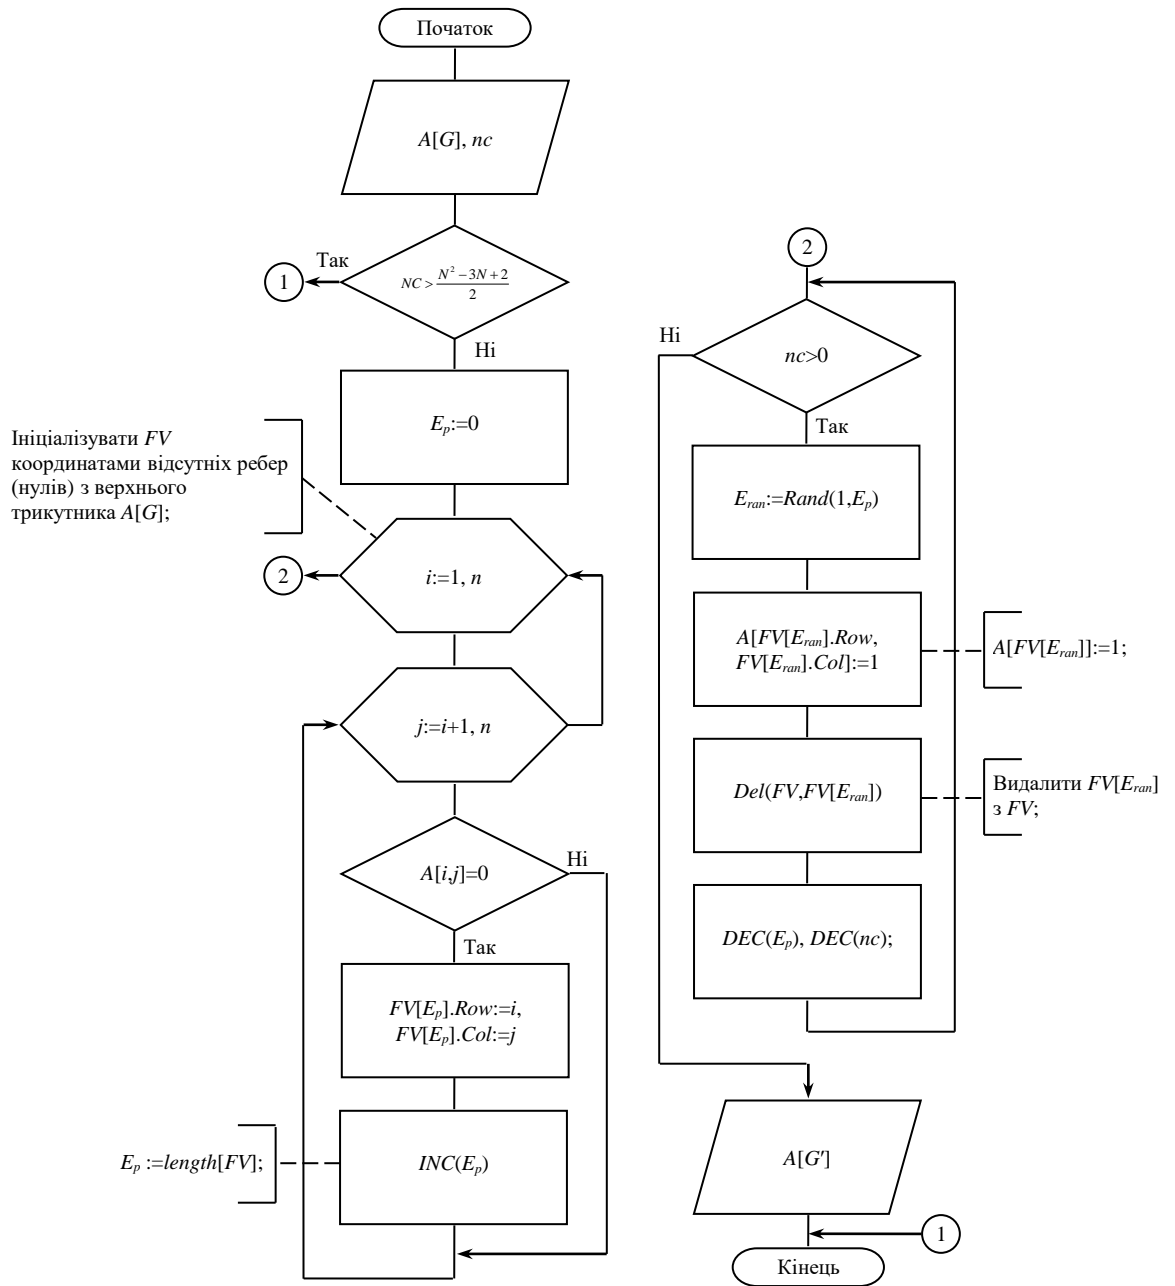 Початок
A[G], nc
Так
1
NC > (N² − 3N + 2)/2
Ні
Eₚ:=0
Ініціалізувати FV
координатами відсутніх ребер
(нулів) з верхнього
трикутника A[G];
2
i:=1, n
j:=i+1, n
A[i,j]=0
Ні
Так
FV[Eₚ].Row:=i,
FV[Eₚ].Col:=j
Eₚ :=length[FV];
INC(Eₚ)
2
Ні
nc>0
Так
Eran:=Rand(1,Eₚ)
A[FV[Eran].Row,
FV[Eran].Col]:=1
A[FV[Eran]]:=1;
Del(FV,FV[Eran])
Видалити FV[Eran]
з FV;
DEC(Eₚ), DEC(nc);
A[G']
1
Кінець